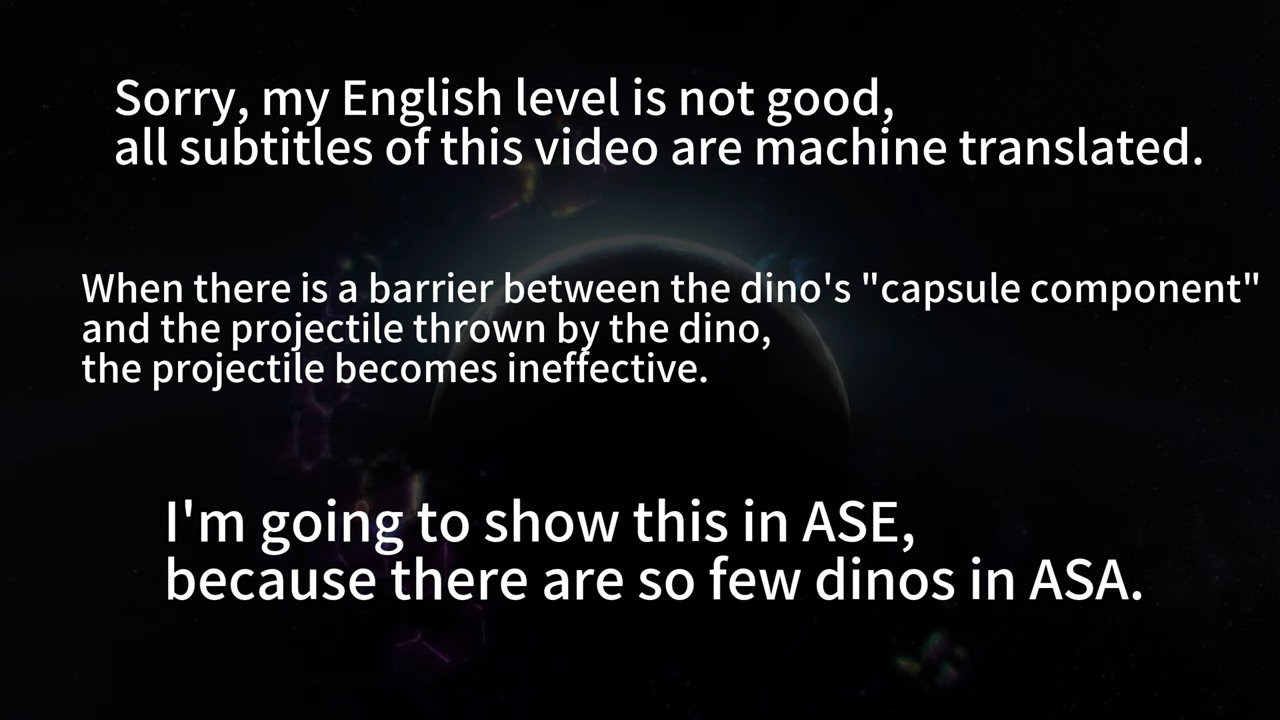 Sorry, my English level is not good,
all subtitles of this video are machine translated.
When there is a barrier between the dino's "capsule component"
and the projectile thrown by the dino,
the projectile becomes ineffective.
I'm going to show this in ASE,
because there are so few dinos in ASA.